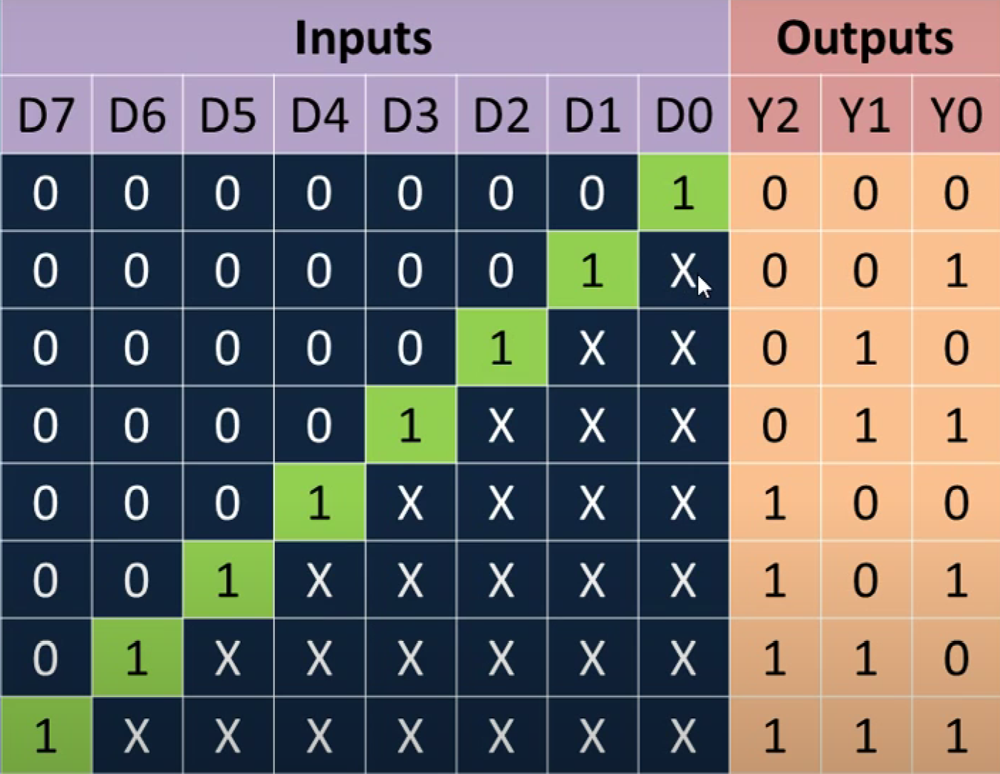 Inputs Outputs
D7 D6 D5 D4 D3 D2 D1 D0 Y2 Y1 Y0
0 0 0 0 0 0 0 1 0 0 0
0 0 0 0 0 0 1 X 0 0 1
0 0 0 0 0 1 X X 0 1 0
0 0 0 0 1 X X X 0 1 1
0 0 0 1 X X X X 1 0 0
0 0 1 X X X X X 1 0 1
0 1 X X X X X X 1 1 0
1 X X X X X X X 1 1 1